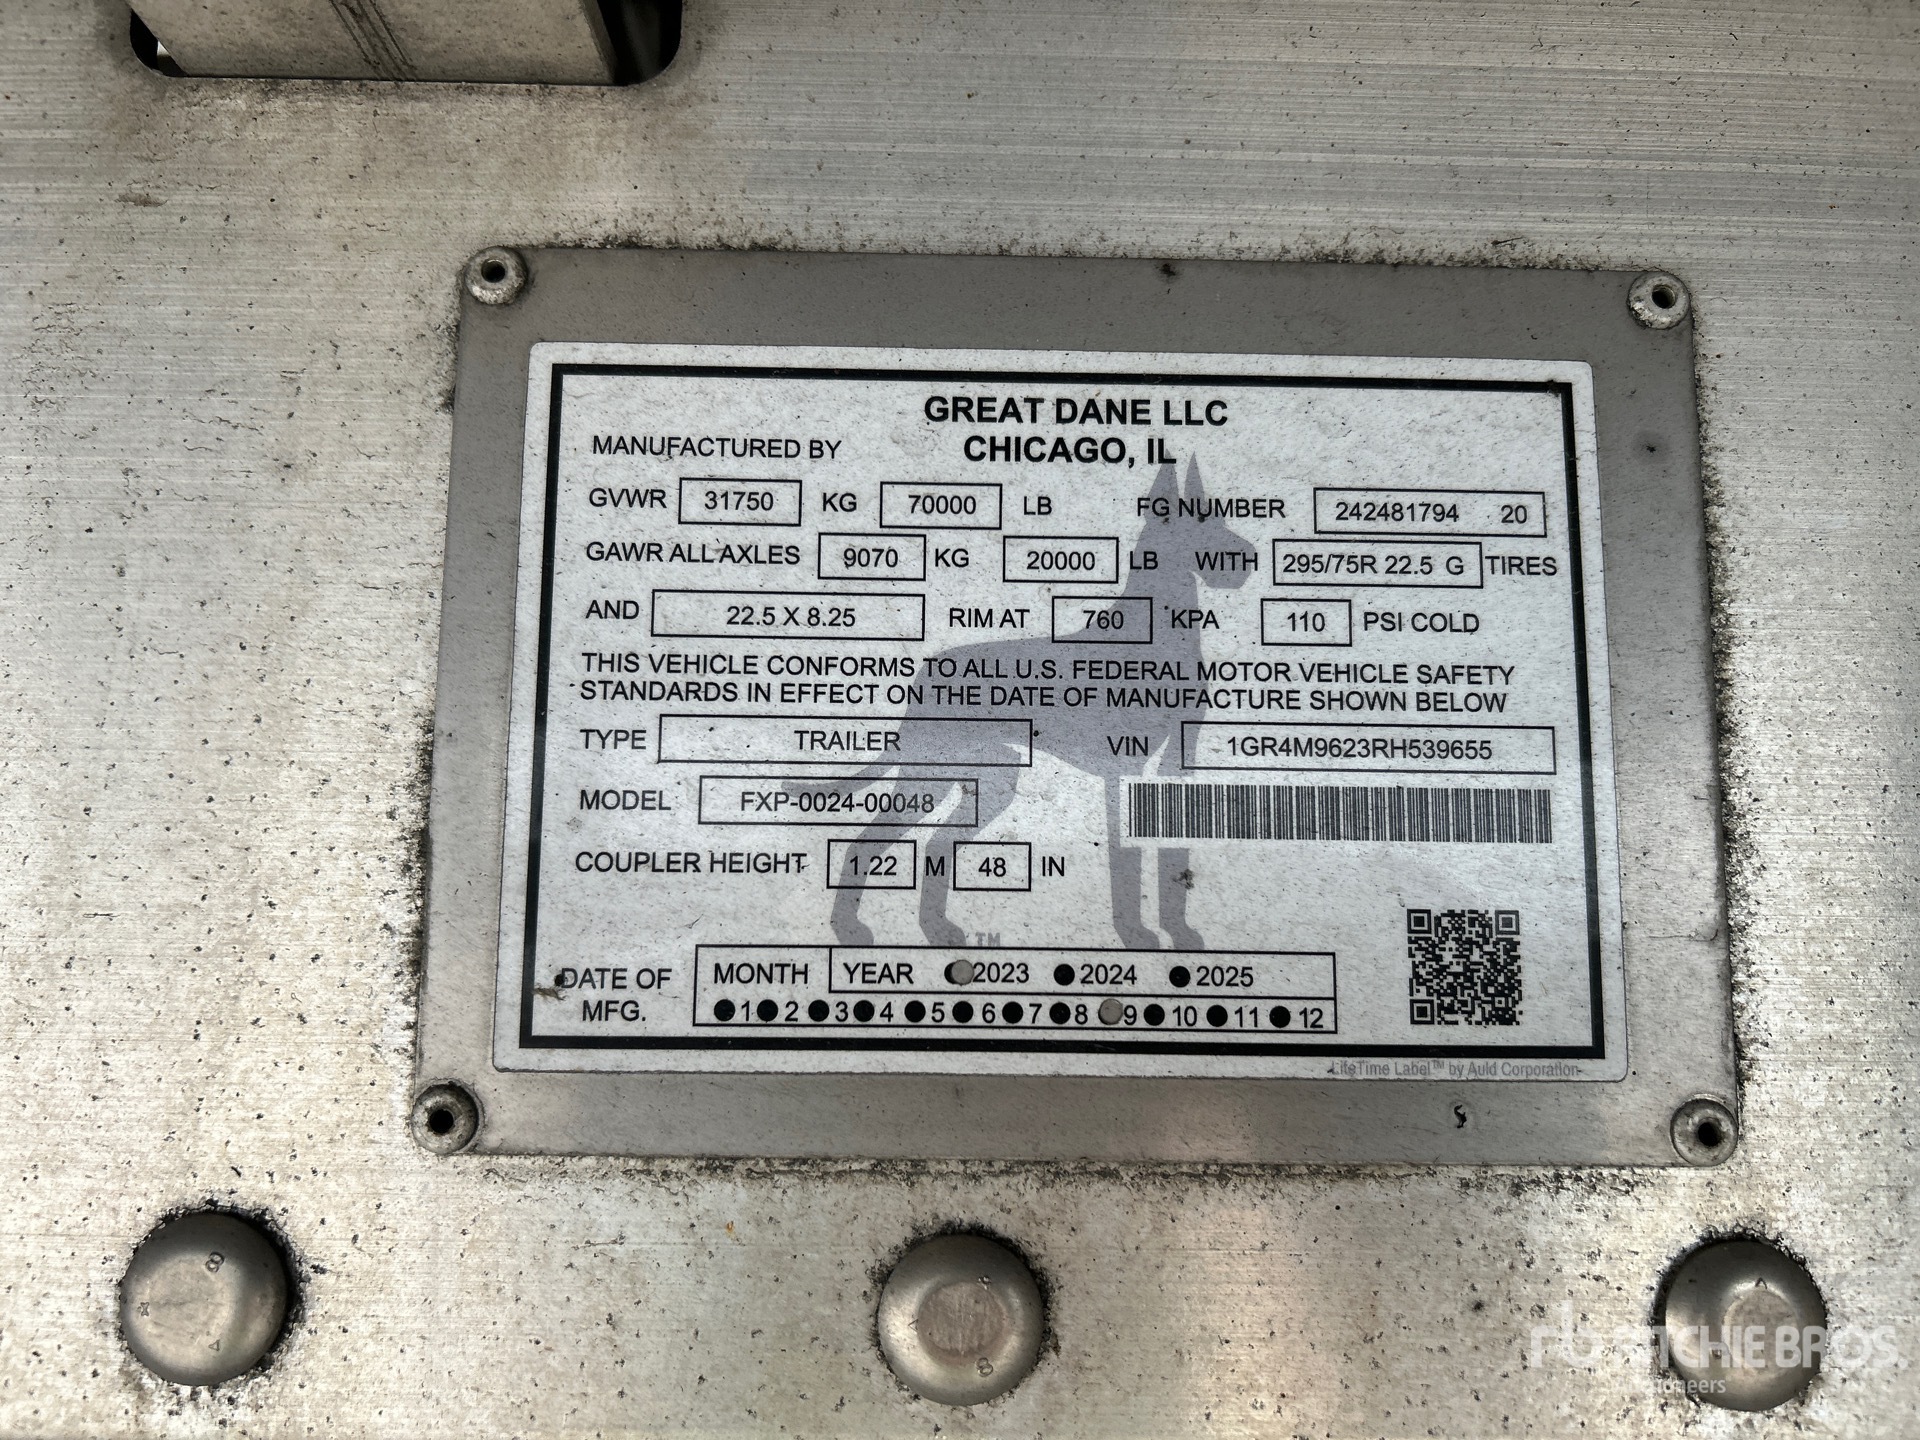 GREAT DANE LLC
MANUFACTURED BY CHICAGO, IL
GVWR 31750 KG 70000 LB FG NUMBER 242481794 20
GAWR ALL AXLES 9070 KG 20000 LB WITH 295/75R 22.5 G TIRES
AND 22.5 X 8.25 RIM AT 760 KPA 110 PSI COLD
THIS VEHICLE CONFORMS TO ALL U.S. FEDERAL MOTOR VEHICLE SAFETY
STANDARDS IN EFFECT ON THE DATE OF MANUFACTURE SHOWN BELOW
TYPE TRAILER VIN 1GR4M9623RH539655
MODEL FXP-0024-00048
COUPLER HEIGHT 1.22 M 48 IN
TM
DATE OF MFG. MONTH YEAR 2023 2024 2025
1 2 3 4 5 6 7 8 9 10 11 12
LifeTime Label™ by Auld Corporation
rb RITCHIE BROS.